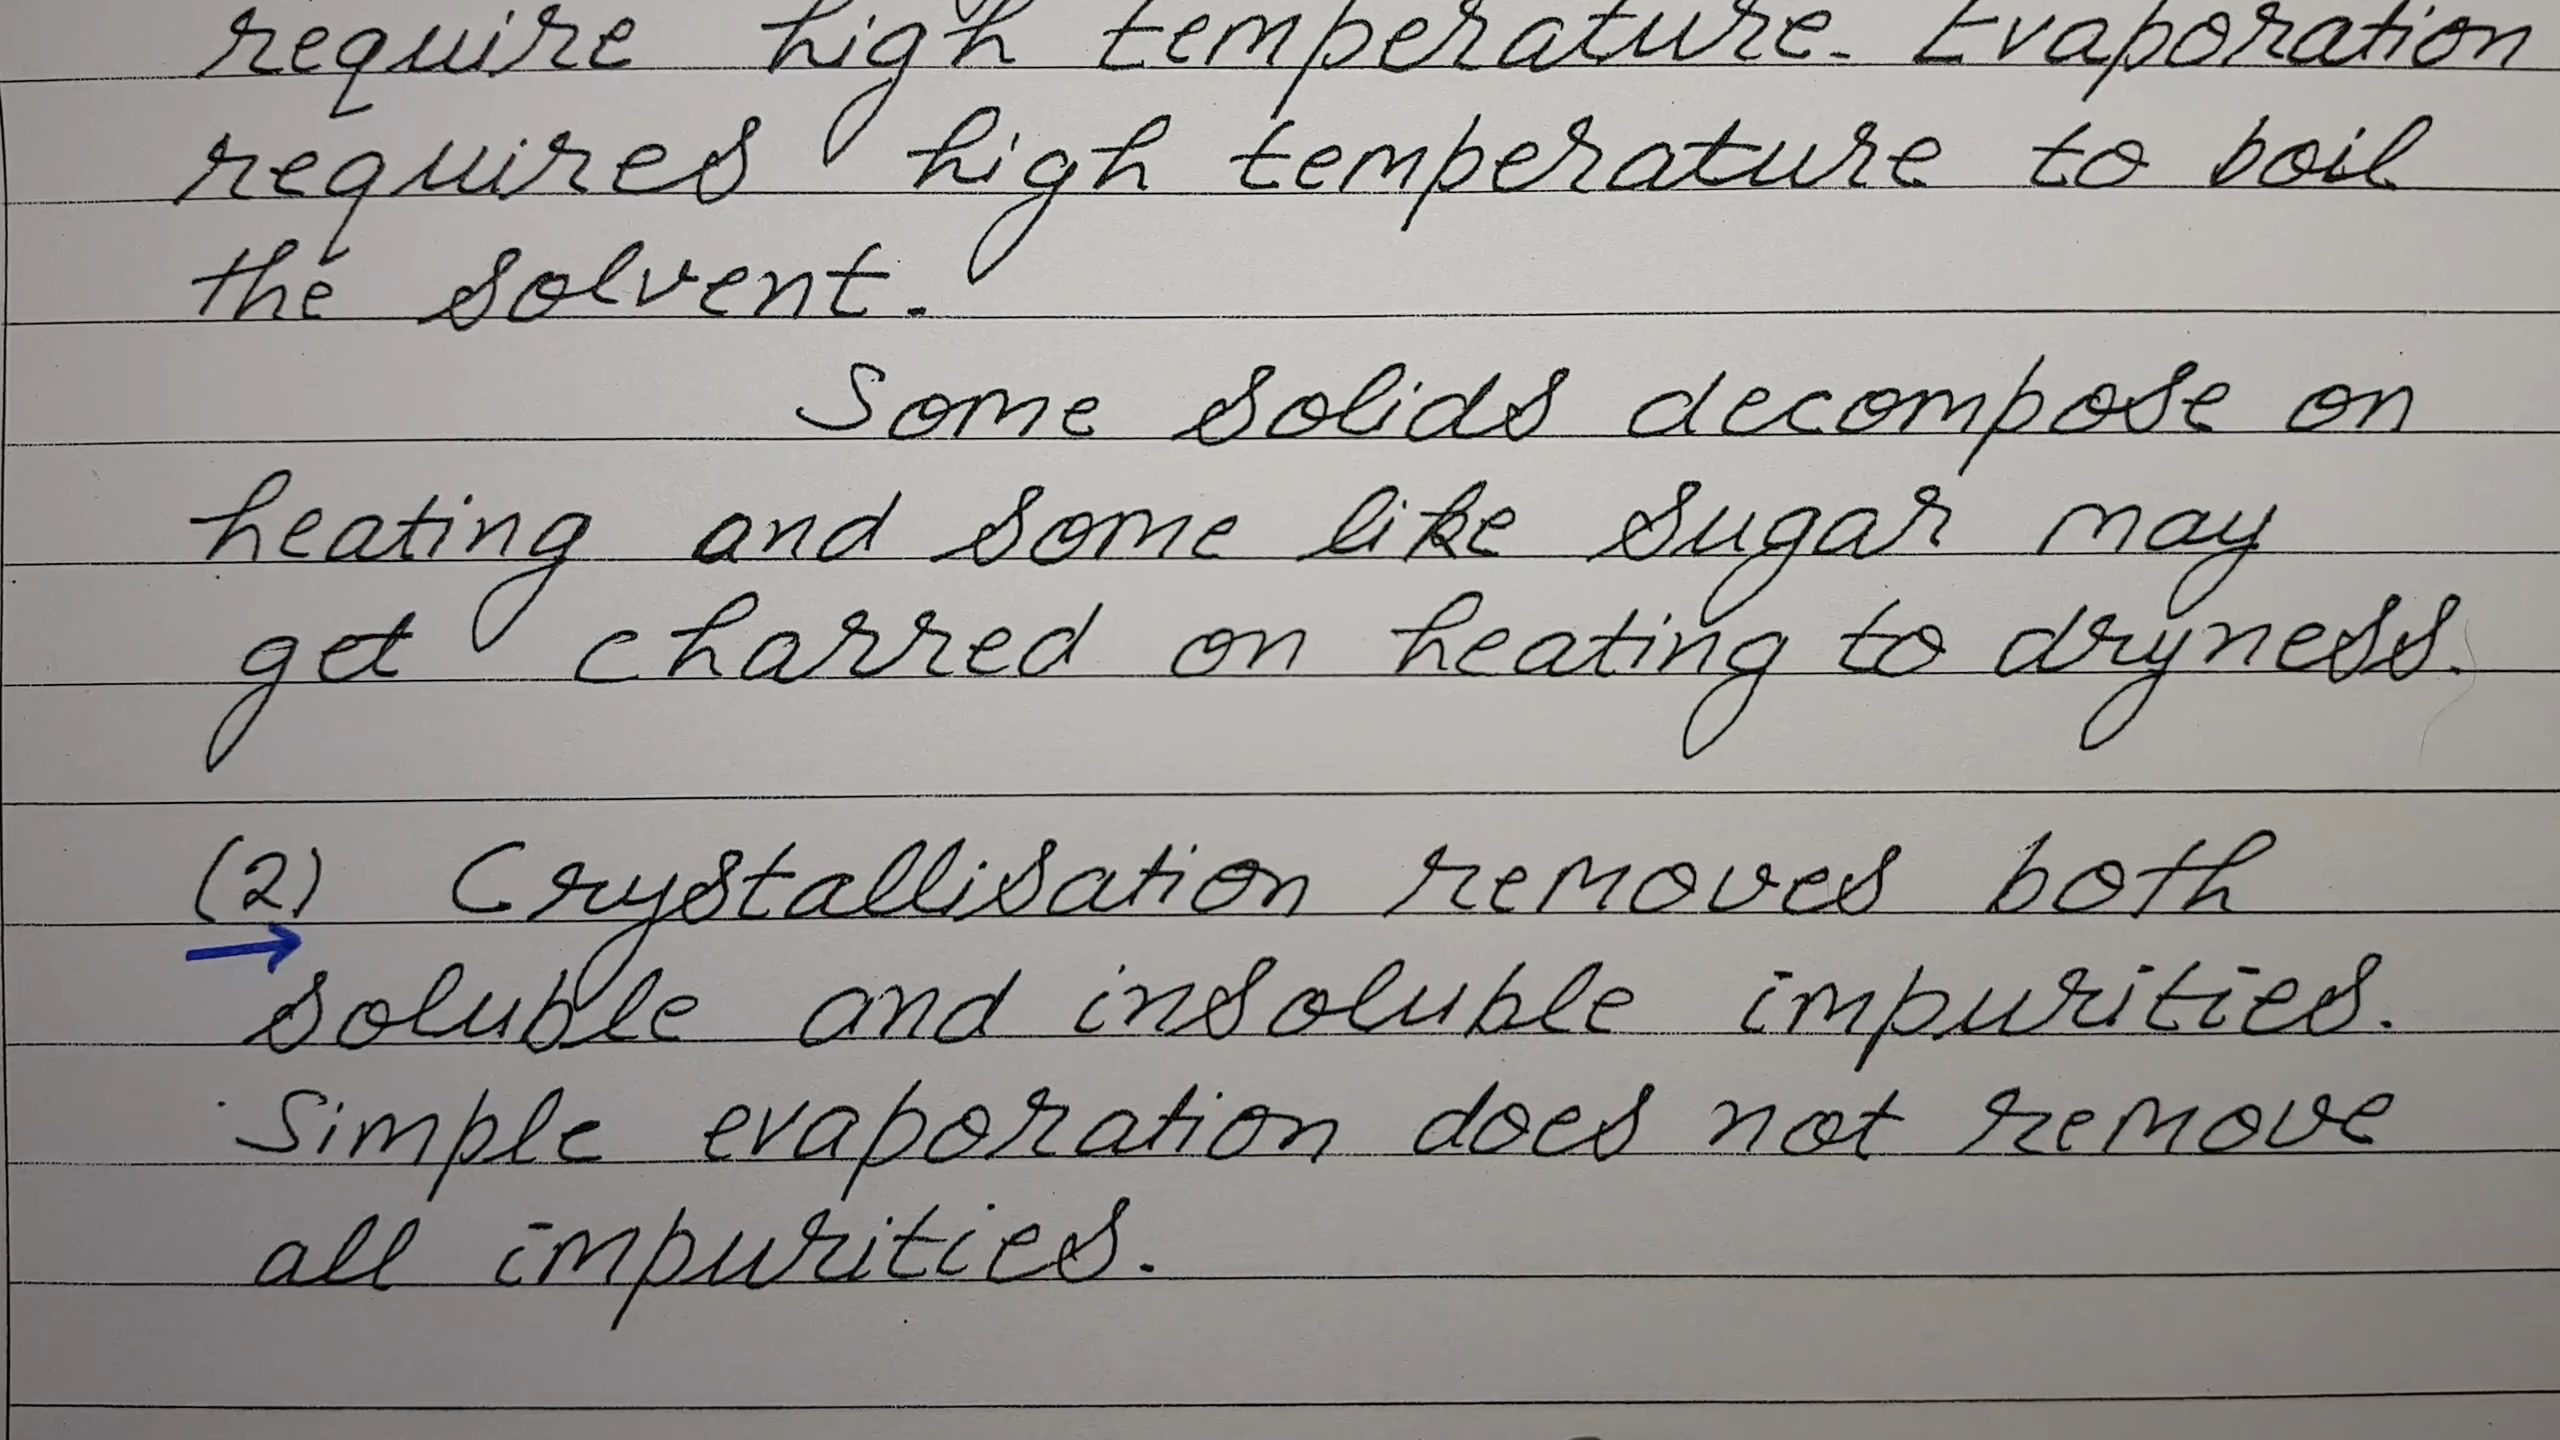 require high temperature. Evaporation
requires high temperature to boil
the solvent.
Some solids decompose on
heating and some like sugar may
get charred on heating to dryness.
(2) Crystallisation removes both
soluble and insoluble impurities.
Simple evaporation does not remove
all impurities.